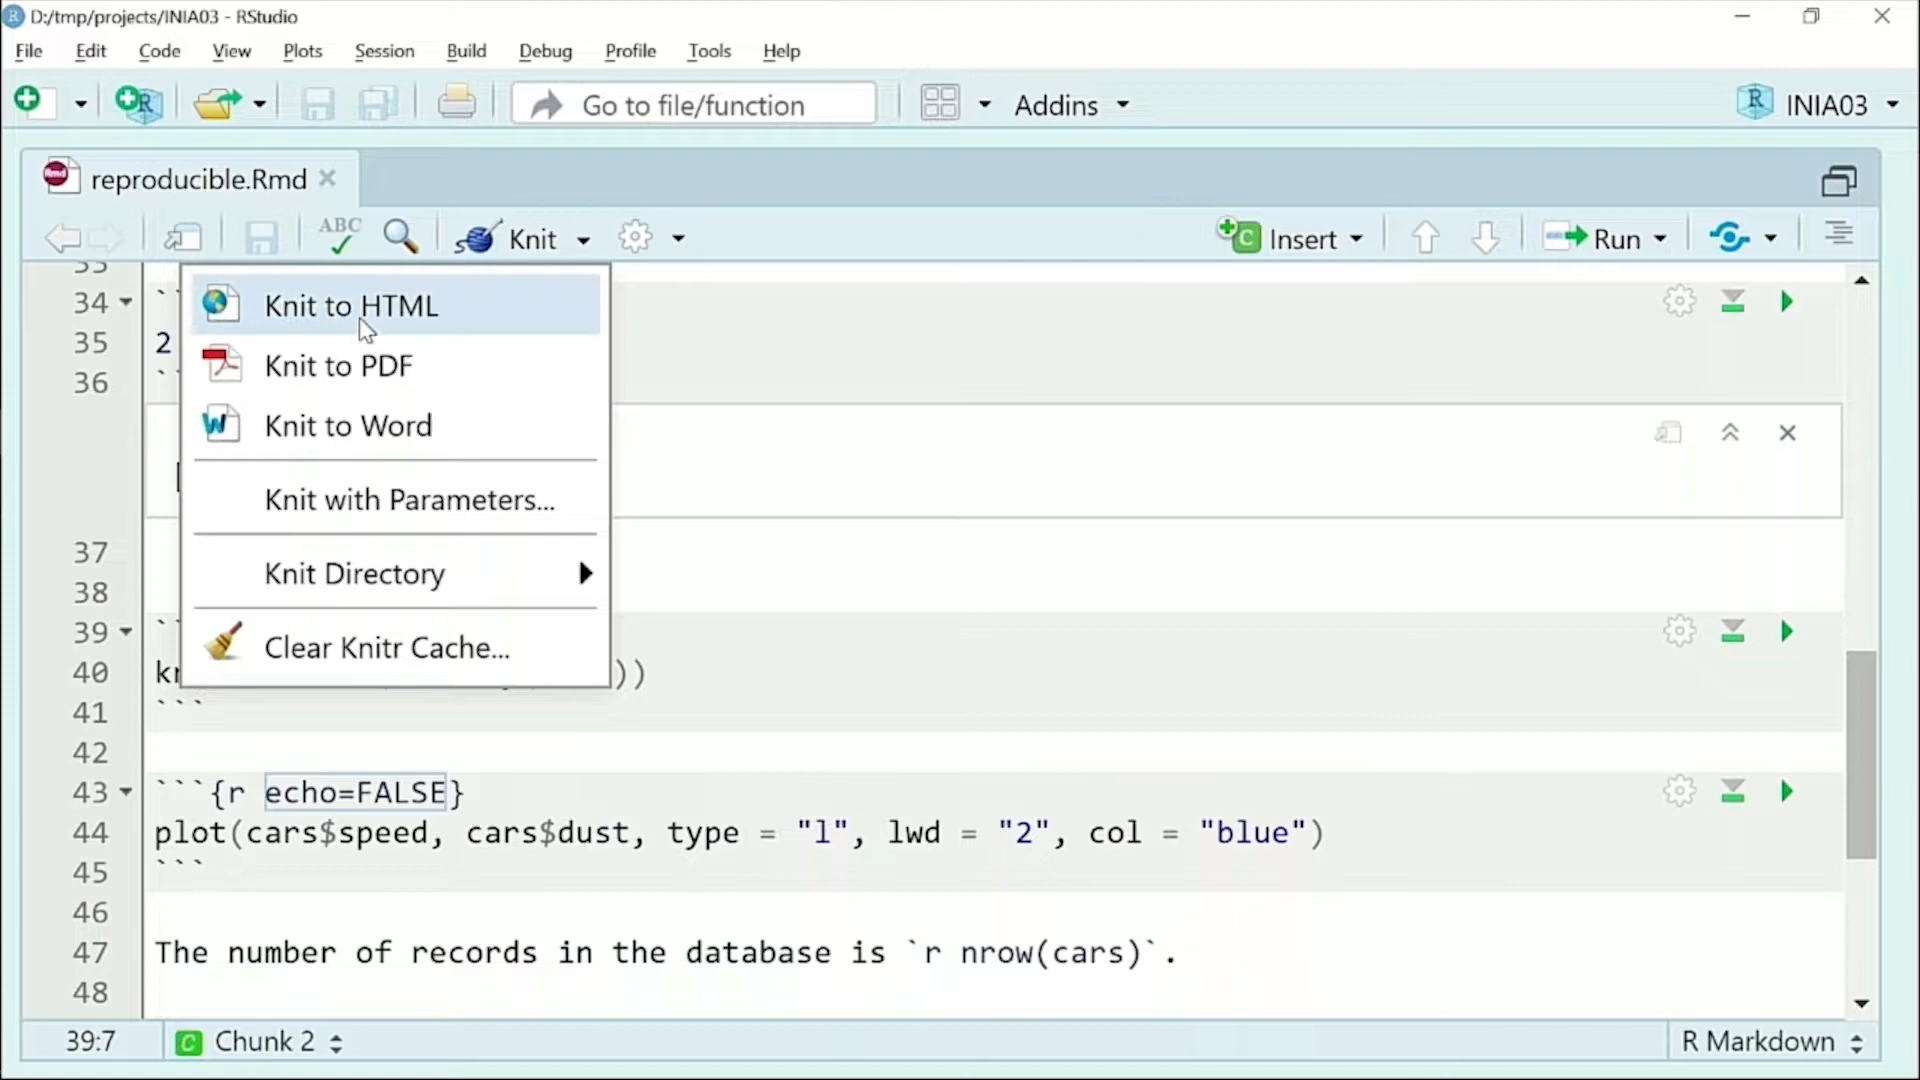 D:/tmp/projects/INIA03 - RStudio
File Edit Code View Plots Session Build Debug Profile Tools Help
Go to file/function Addins INIA03
reproducible.Rmd
ABC Knit Insert Run
34 ``
35 2
36 ``
Knit to HTML
Knit to PDF
Knit to Word
Knit with Parameters...
Knit Directory
Clear Knitr Cache...
37
38
39 ``
40 kn ))
41 ```
42
43 ```{r echo=FALSE}
44 plot(cars$speed, cars$dust, type = "l", lwd = "2", col = "blue")
45 ```
46
47 The number of records in the database is `r nrow(cars)`.
48
39:7 Chunk 2 R Markdown